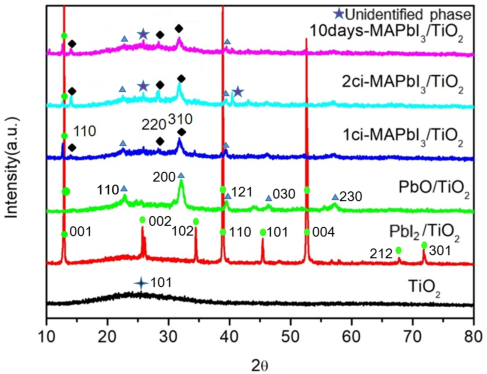 ★Unidentified phase
10days-MAPbI₃/TiO₂
2ci-MAPbI₃/TiO₂
110
220
310
1ci-MAPbI₃/TiO₂
200
110
121
030
230
PbO/TiO₂
001
002
102
110
101
004
PbI₂/TiO₂
212
301
101
TiO₂
Intensity(a.u.)
10 20 30 40 50 60 70 80
2θ